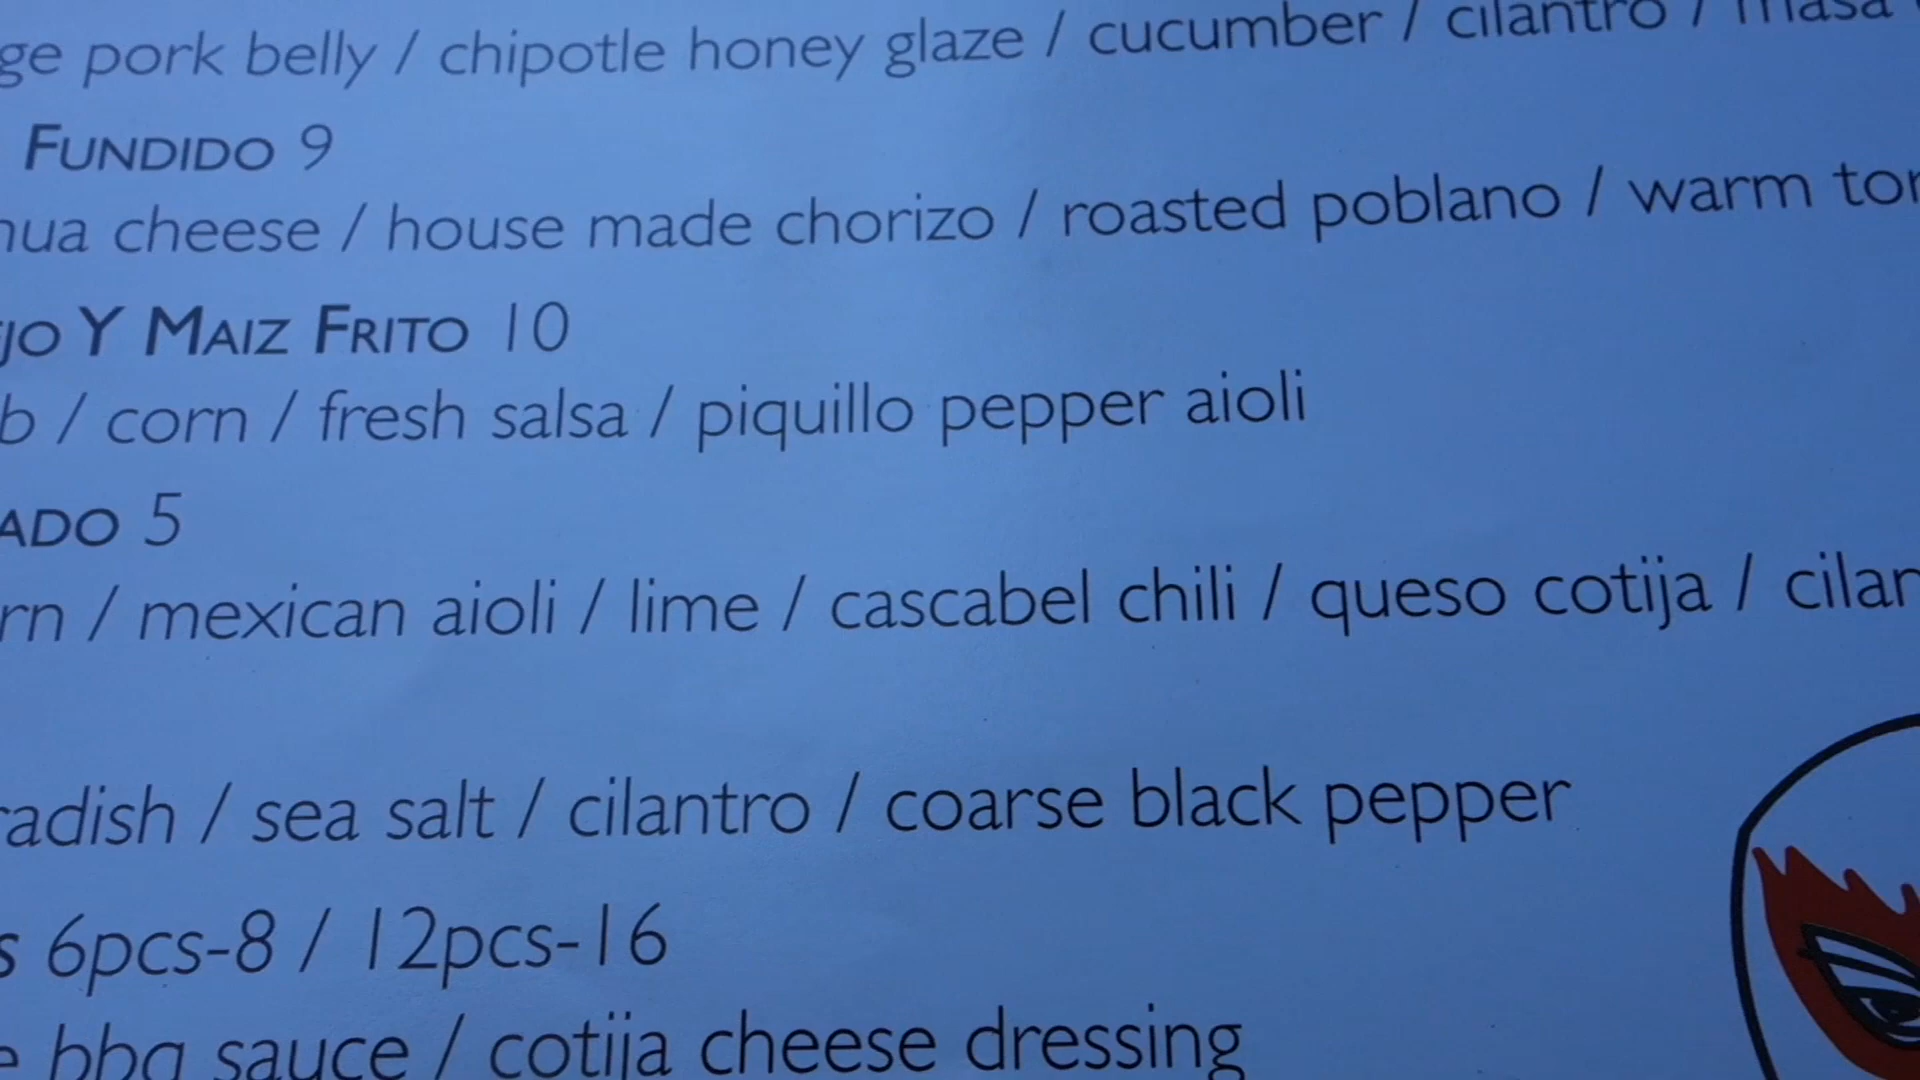 ge pork belly / chipotle honey glaze / cucumber / cilantro / masa
FUNDIDO 9
hua cheese / house made chorizo / roasted poblano / warm tor
JO Y MAIZ FRITO 10
b / corn / fresh salsa / piquillo pepper aioli
ADO 5
rn / mexican aioli / lime / cascabel chili / queso cotija / cilan
radish / sea salt / cilantro / coarse black pepper
s 6pcs-8 / 12pcs-16
e bbq sauce / cotija cheese dressing